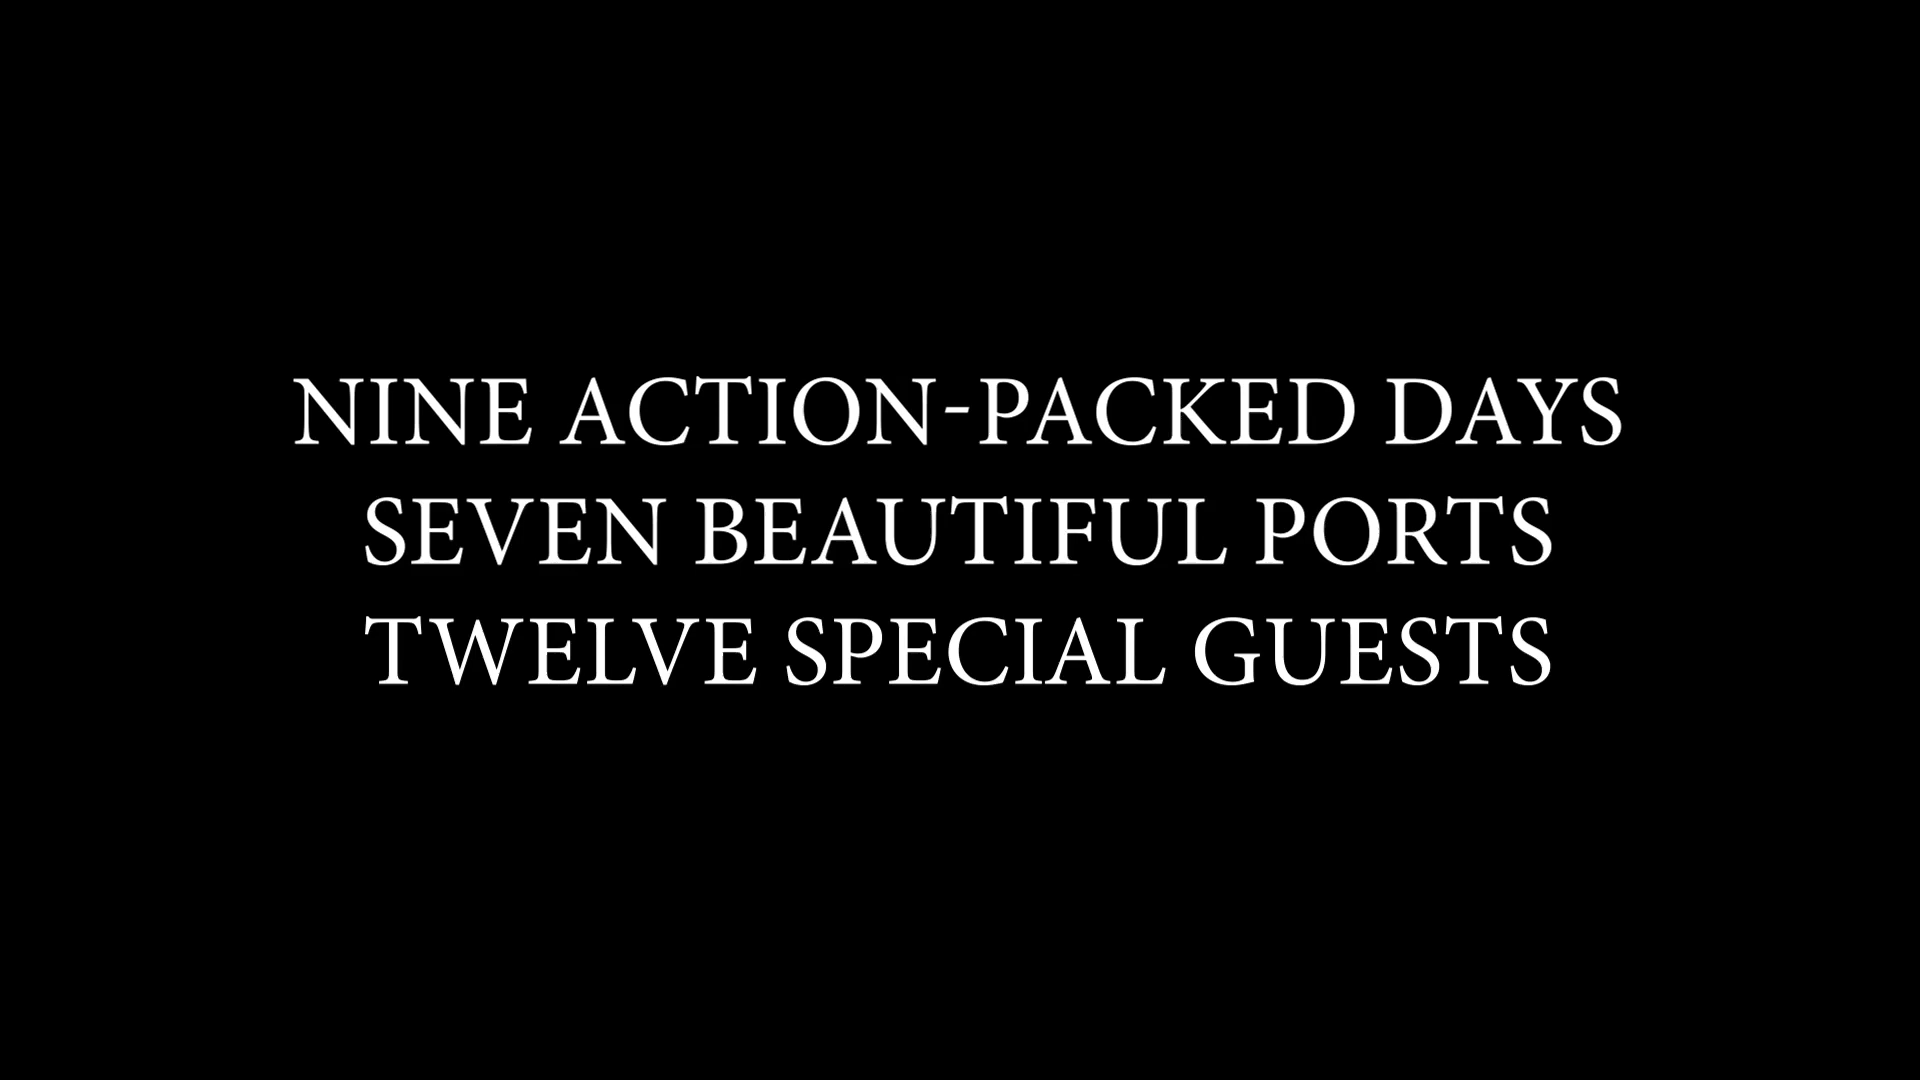 NINE ACTION-PACKED DAYS
SEVEN BEAUTIFUL PORTS
TWELVE SPECIAL GUESTS